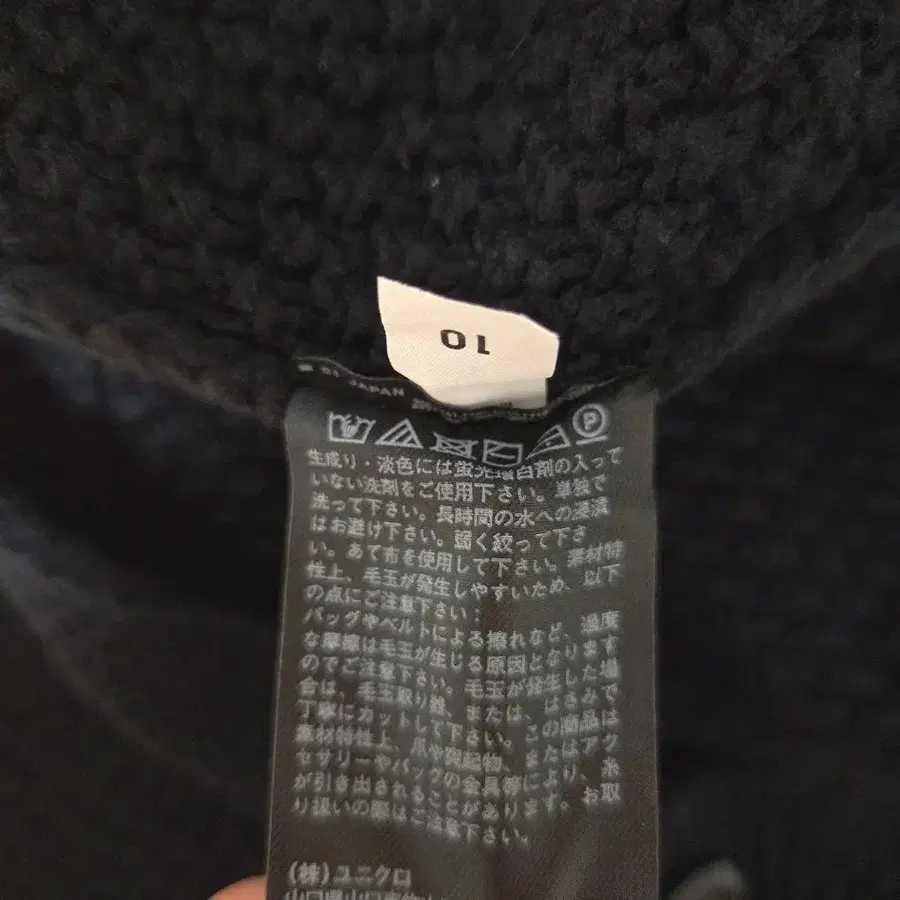 10
JAPAN
P
生成り・淡色には蛍光増白剤の入って
いない洗剤をご使用下さい。単独で
洗って下さい。長時間の水への浸漬
はお避け下さい。弱く絞って下さ
い。あて布を使用して下さい。素材特
性上、毛玉が発生しやすいため、以下
の点にご注意下さい：
バッグやベルトによる擦れなど、過度
な摩擦は毛玉が生じる原因となります
のでご注意下さい。毛玉が発生した場
合は、毛玉取り器、または、はさみで
丁寧にカットして下さい。この商品は
素材特性上、爪や突起物、またはアク
セサリーやバッグの金具等により、糸
が引き出されることがあります。お取
り扱いの際はご注意下さい。
(株)ユニクロ
山口県山口市